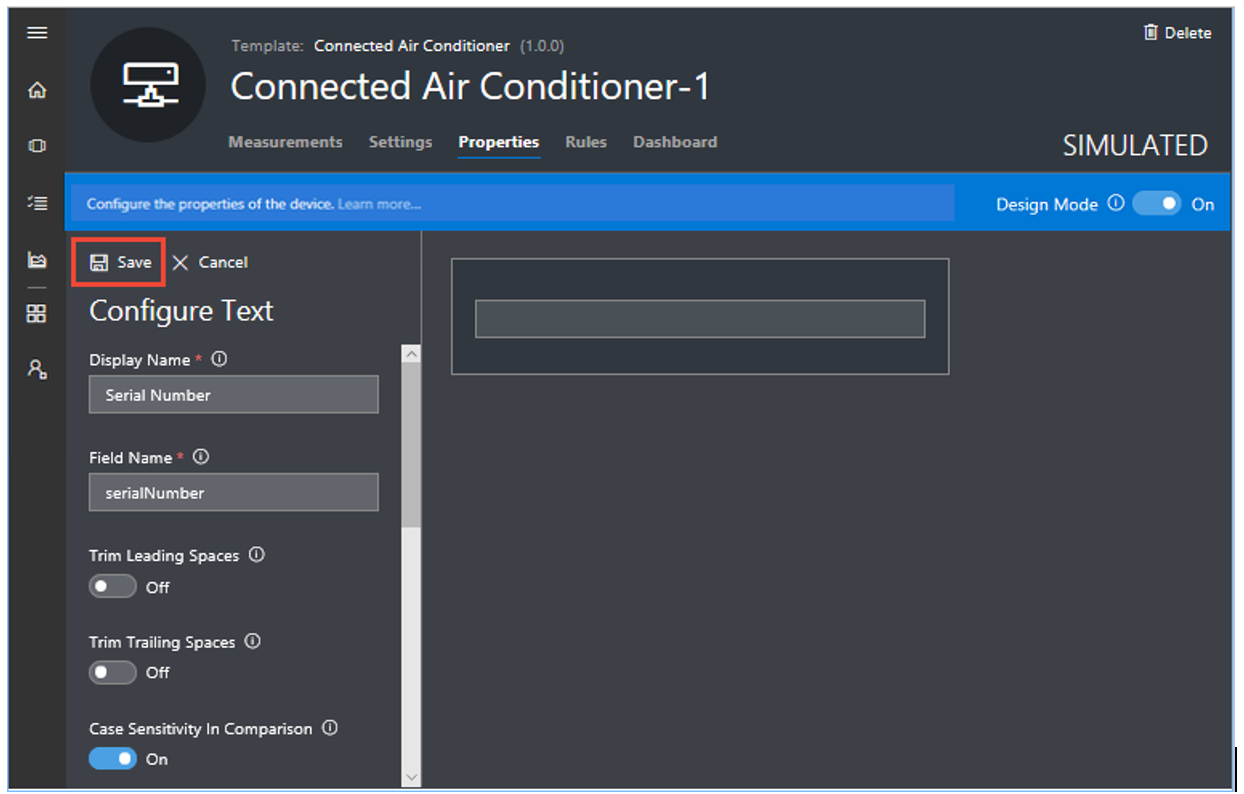 Template: Connected Air Conditioner (1.0.0)
Delete
Connected Air Conditioner-1
Measurements Settings Properties Rules Dashboard
SIMULATED
Configure the properties of the device. Learn more...
Design Mode On
Save Cancel
Configure Text
Display Name *
Serial Number
Field Name *
serialNumber
Trim Leading Spaces
Off
Trim Trailing Spaces
Off
Case Sensitivity In Comparison
On